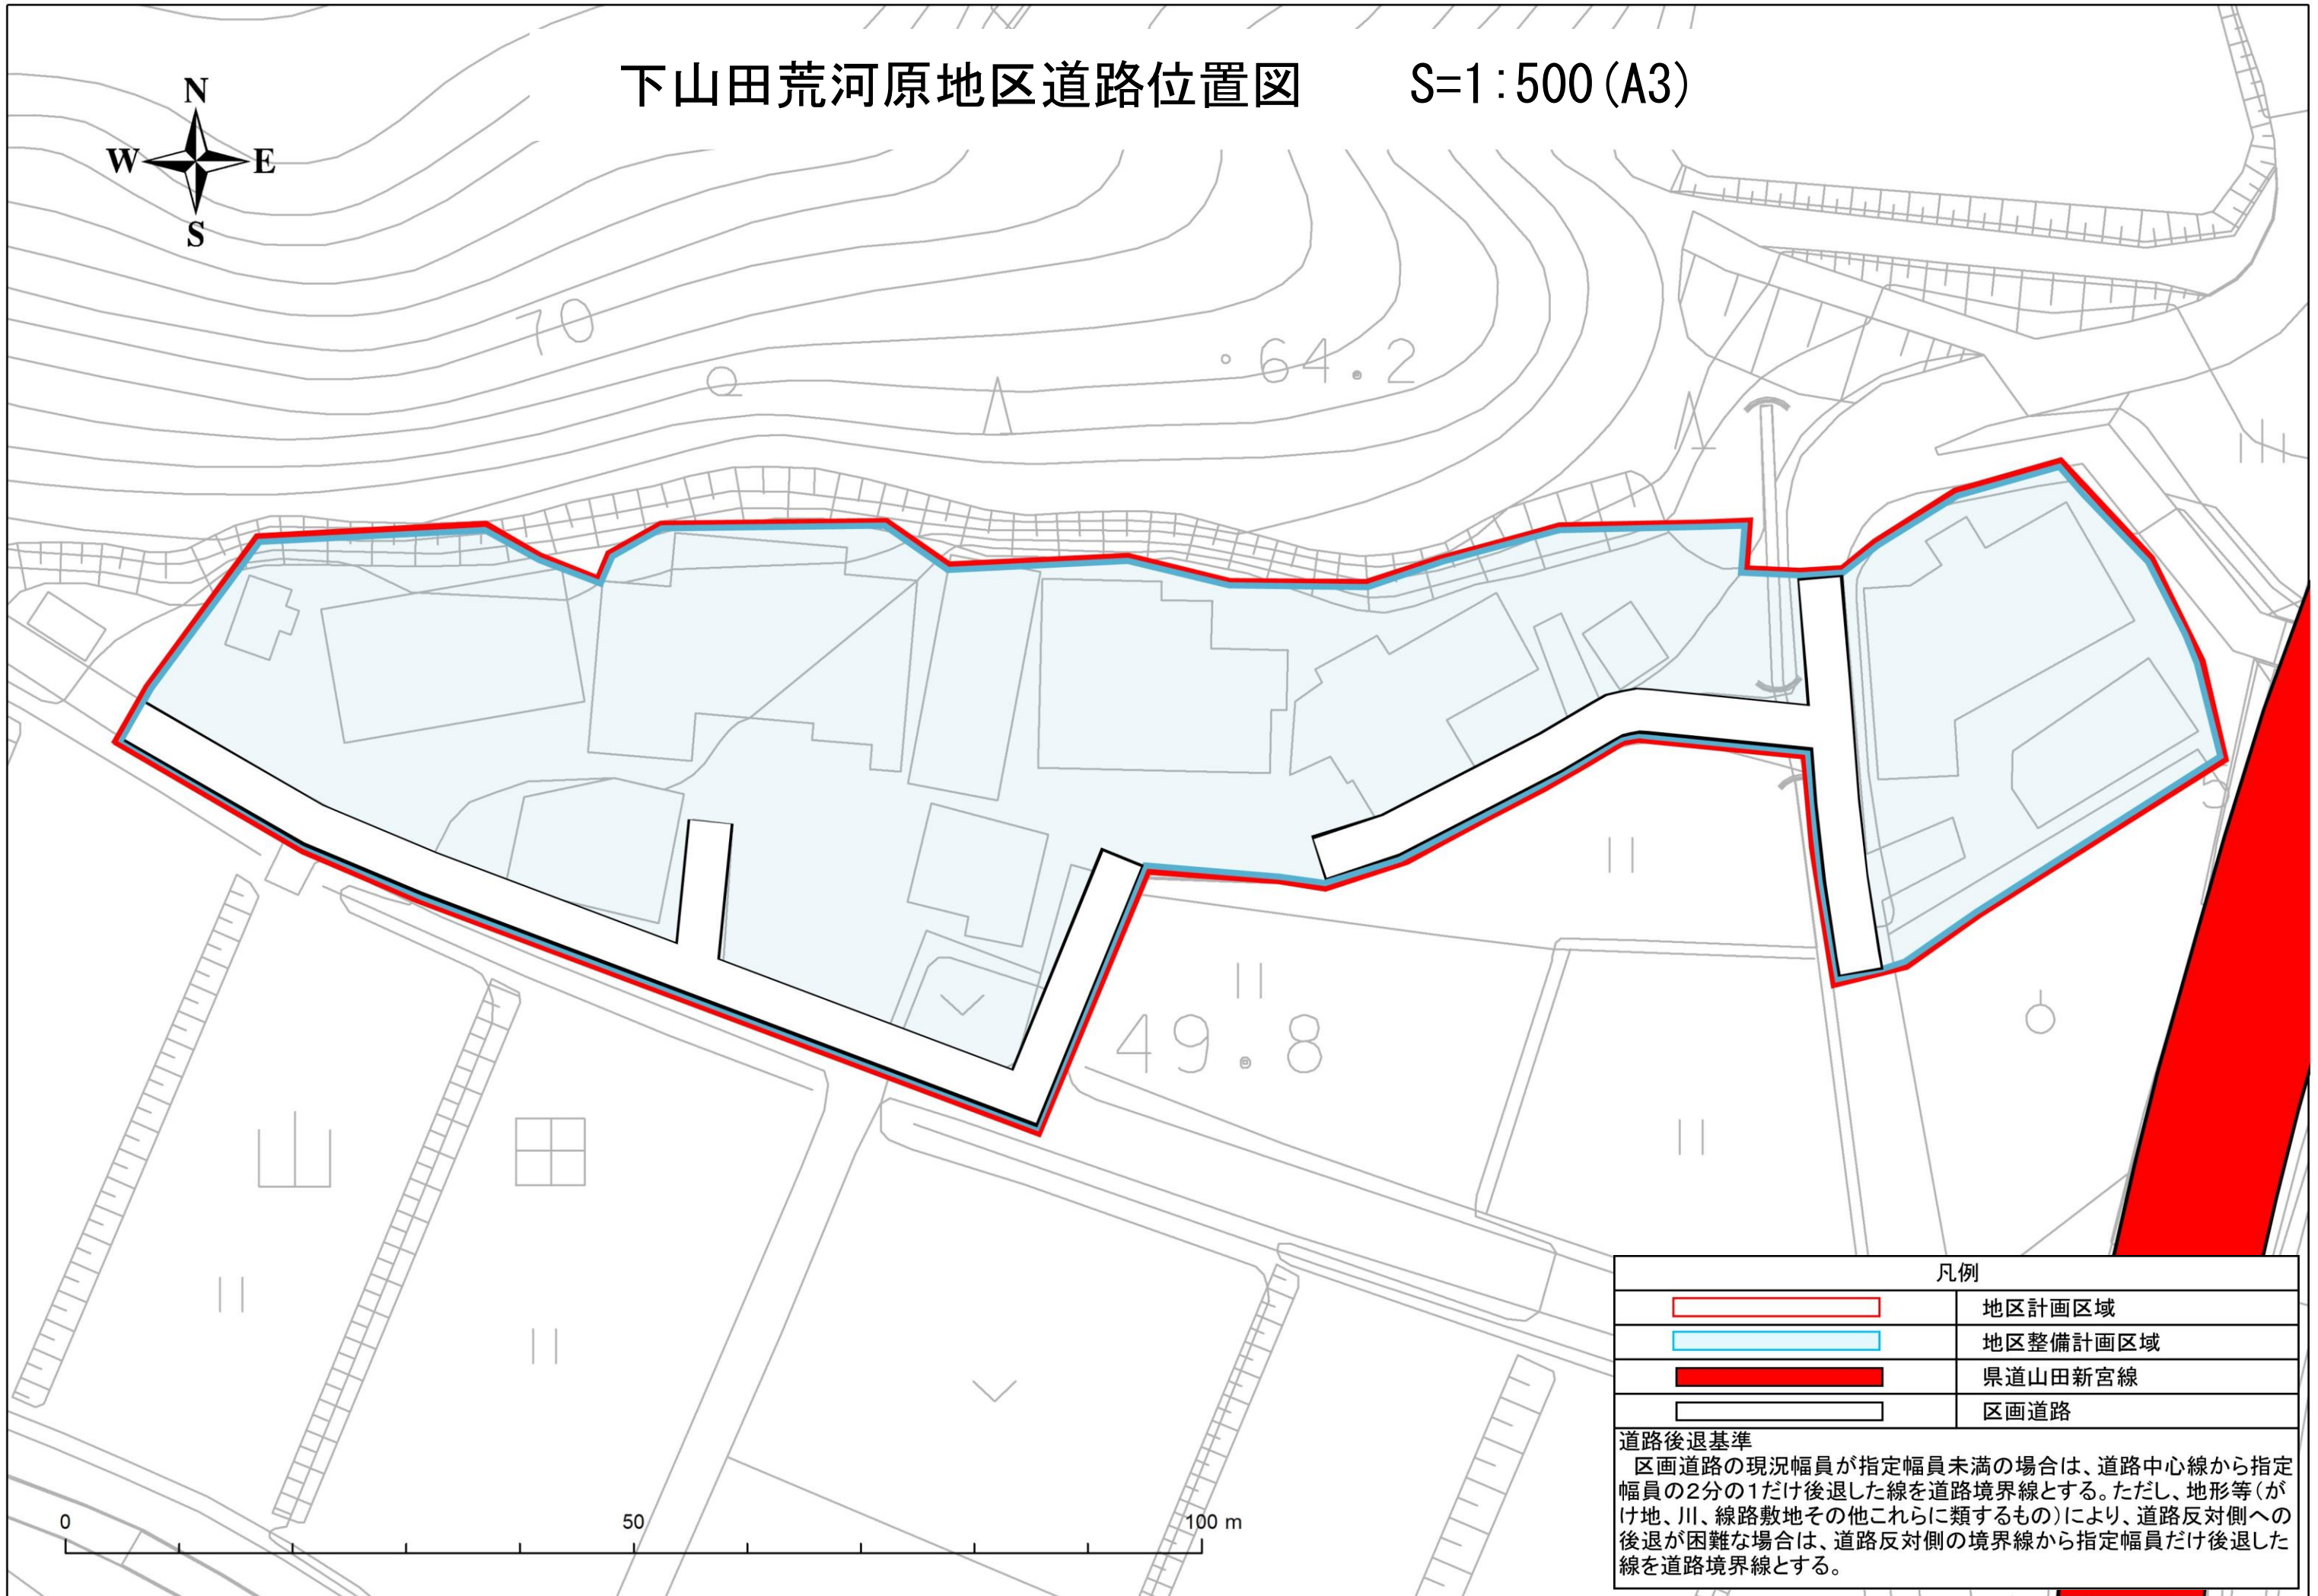 下山田荒河原地区道路位置図 S=1:500(A3)
N
W E
S
70
64.2
49.8
0 50 100 m
凡例
地区計画区域
地区整備計画区域
県道山田新宮線
区画道路
道路後退基準
区画道路の現況幅員が指定幅員未満の場合は、道路中心線から指定
幅員の2分の1だけ後退した線を道路境界線とする。ただし、地形等(が
け地、川、線路敷地その他これらに類するもの)により、道路反対側への
後退が困難な場合は、道路反対側の境界線から指定幅員だけ後退した
線を道路境界線とする。